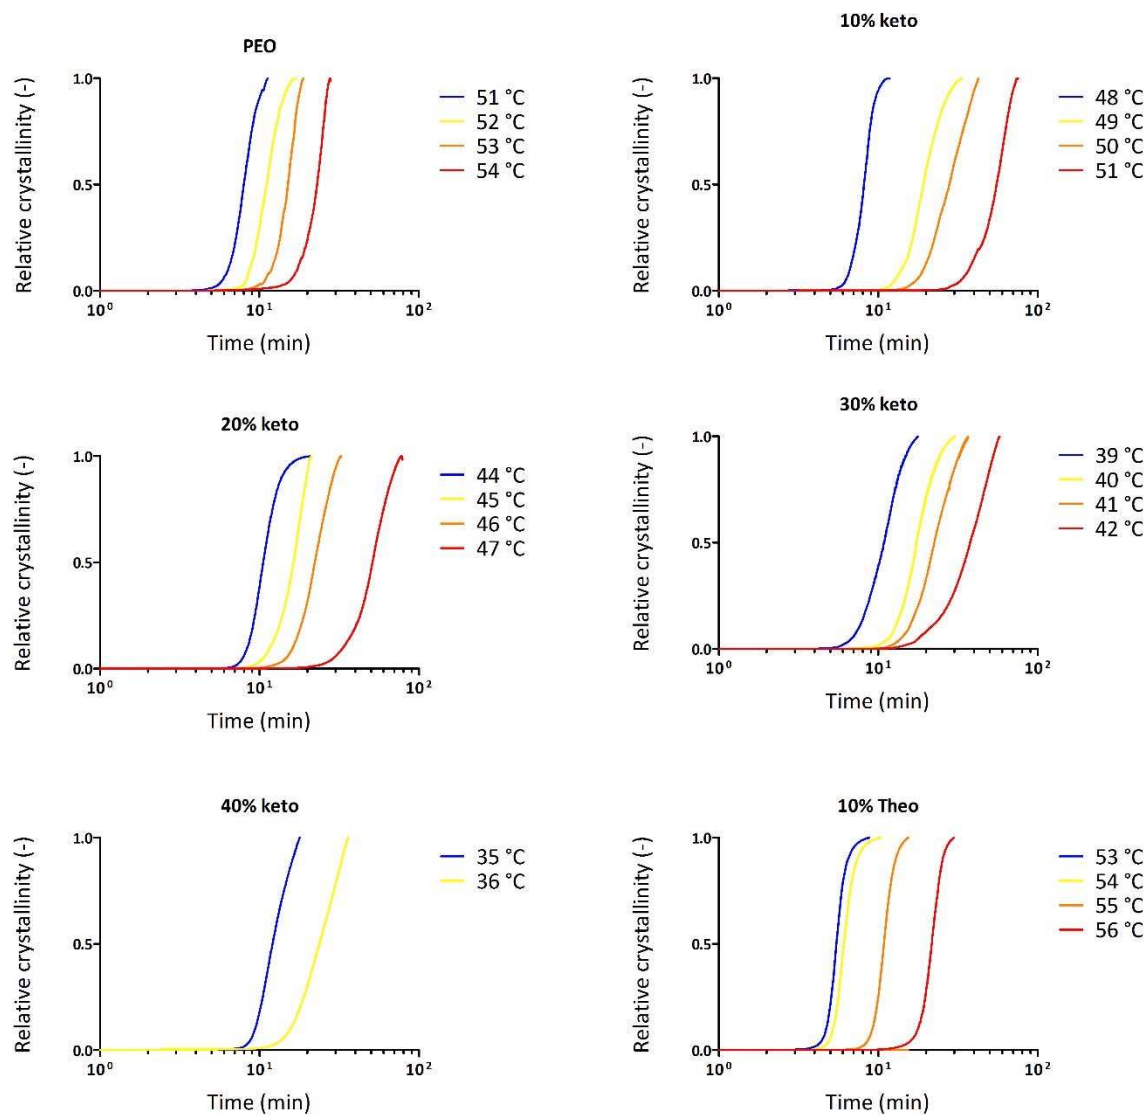 PEO
1.0
0.5
0.0
Relative crystallinity (-)
10⁰ 10¹ 10²
Time (min)
51 °C
52 °C
53 °C
54 °C
10% keto
1.0
0.5
0.0
Relative crystallinity (-)
10⁰ 10¹ 10²
Time (min)
48 °C
49 °C
50 °C
51 °C
20% keto
1.0
0.5
0.0
Relative crystallinity (-)
10⁰ 10¹ 10²
Time (min)
44 °C
45 °C
46 °C
47 °C
30% keto
1.0
0.5
0.0
Relative crystallinity (-)
10⁰ 10¹ 10²
Time (min)
39 °C
40 °C
41 °C
42 °C
40% keto
1.0
0.5
0.0
Relative crystallinity (-)
10⁰ 10¹ 10²
Time (min)
35 °C
36 °C
10% Theo
1.0
0.5
0.0
Relative crystallinity (-)
10⁰ 10¹ 10²
Time (min)
53 °C
54 °C
55 °C
56 °C